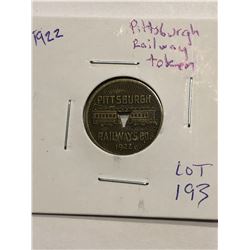 1922
Pittsburgh
Railway
token
PITTSBURGH
RAILWAYS CO.
1922
LOT
193